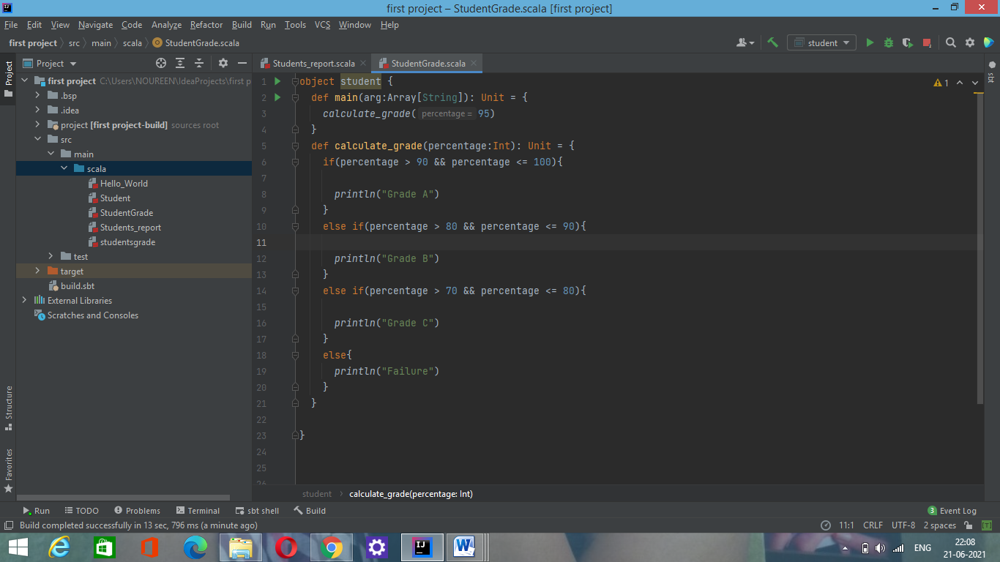 first project – StudentGrade.scala [first project]
File Edit View Navigate Code Analyze Refactor Build Run Tools VCS Window Help
first project src main scala StudentGrade.scala
student
Project
Students_report.scala
StudentGrade.scala
Project
first project C:\Users\NOUREEN\IdeaProjects\first p
.bsp
.idea
project [first project-build] sources root
src
main
scala
Hello_World
Student
StudentGrade
Students_report
studentsgrade
test
target
build.sbt
External Libraries
Scratches and Consoles
Structure
Favorites
1 object student {
2 def main(arg:Array[String]): Unit = {
3 calculate_grade( percentage = 95)
4 }
5 def calculate_grade(percentage:Int): Unit = {
6 if(percentage > 90 && percentage <= 100){
7
8 println("Grade A")
9 }
10 else if(percentage > 80 && percentage <= 90){
11
12 println("Grade B")
13 }
14 else if(percentage > 70 && percentage <= 80){
15
16 println("Grade C")
17 }
18 else{
19 println("Failure")
20 }
21 }
22
23 }
24
25
26
1
sbt
student calculate_grade(percentage: Int)
Run TODO Problems Terminal sbt shell Build
3 Event Log
Build completed successfully in 13 sec, 796 ms (a minute ago)
11:1 CRLF UTF-8 2 spaces
ENG
22:08
21-06-2021